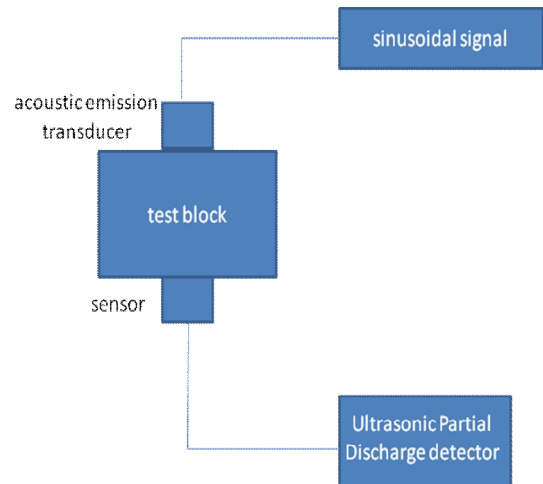 sinusoidal signal
acoustic emission
transducer
test block
sensor
Ultrasonic Partial
Discharge detector